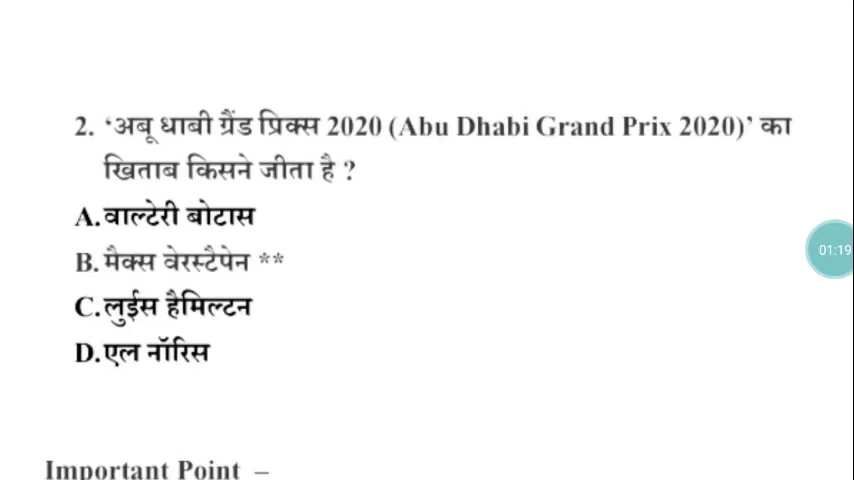 2. ‘अबू धाबी ग्रैंड प्रिक्स 2020 (Abu Dhabi Grand Prix 2020)’ का
खिताब किसने जीता है ?
A. वाल्टेरी बोटास
B. मैक्स वेरस्टैपेन **
C. लुईस हैमिल्टन
D. एल नॉरिस
01:19
Important Point –